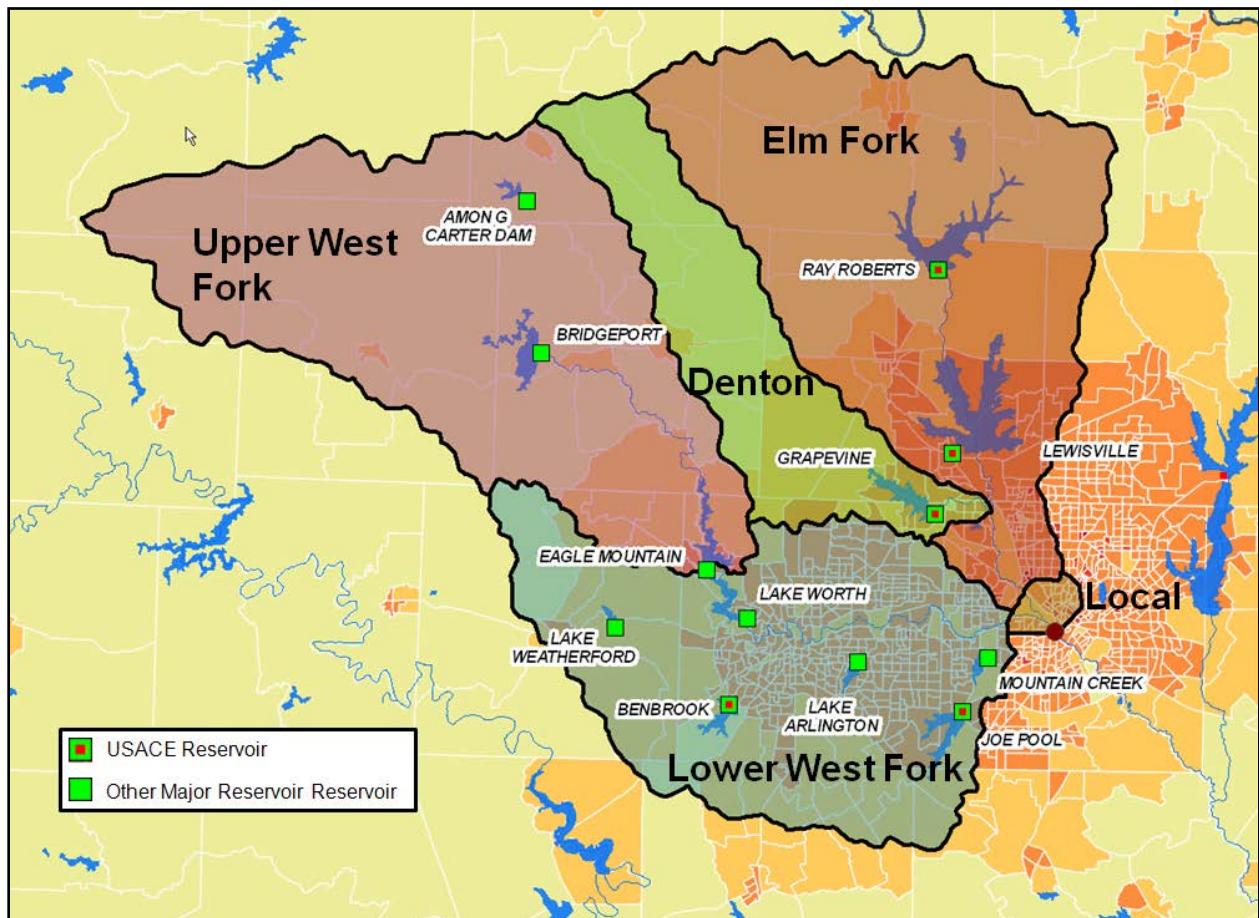 Elm Fork
AMON G
CARTER DAM
Upper West
Fork
RAY ROBERTS
BRIDGEPORT
Denton
GRAPEVINE
LEWISVILLE
EAGLE MOUNTAIN
LAKE WORTH
Local
LAKE
WEATHERFORD
MOUNTAIN CREEK
BENBROOK
LAKE
ARLINGTON
JOE POOL
Lower West Fork
USACE Reservoir
Other Major Reservoir Reservoir